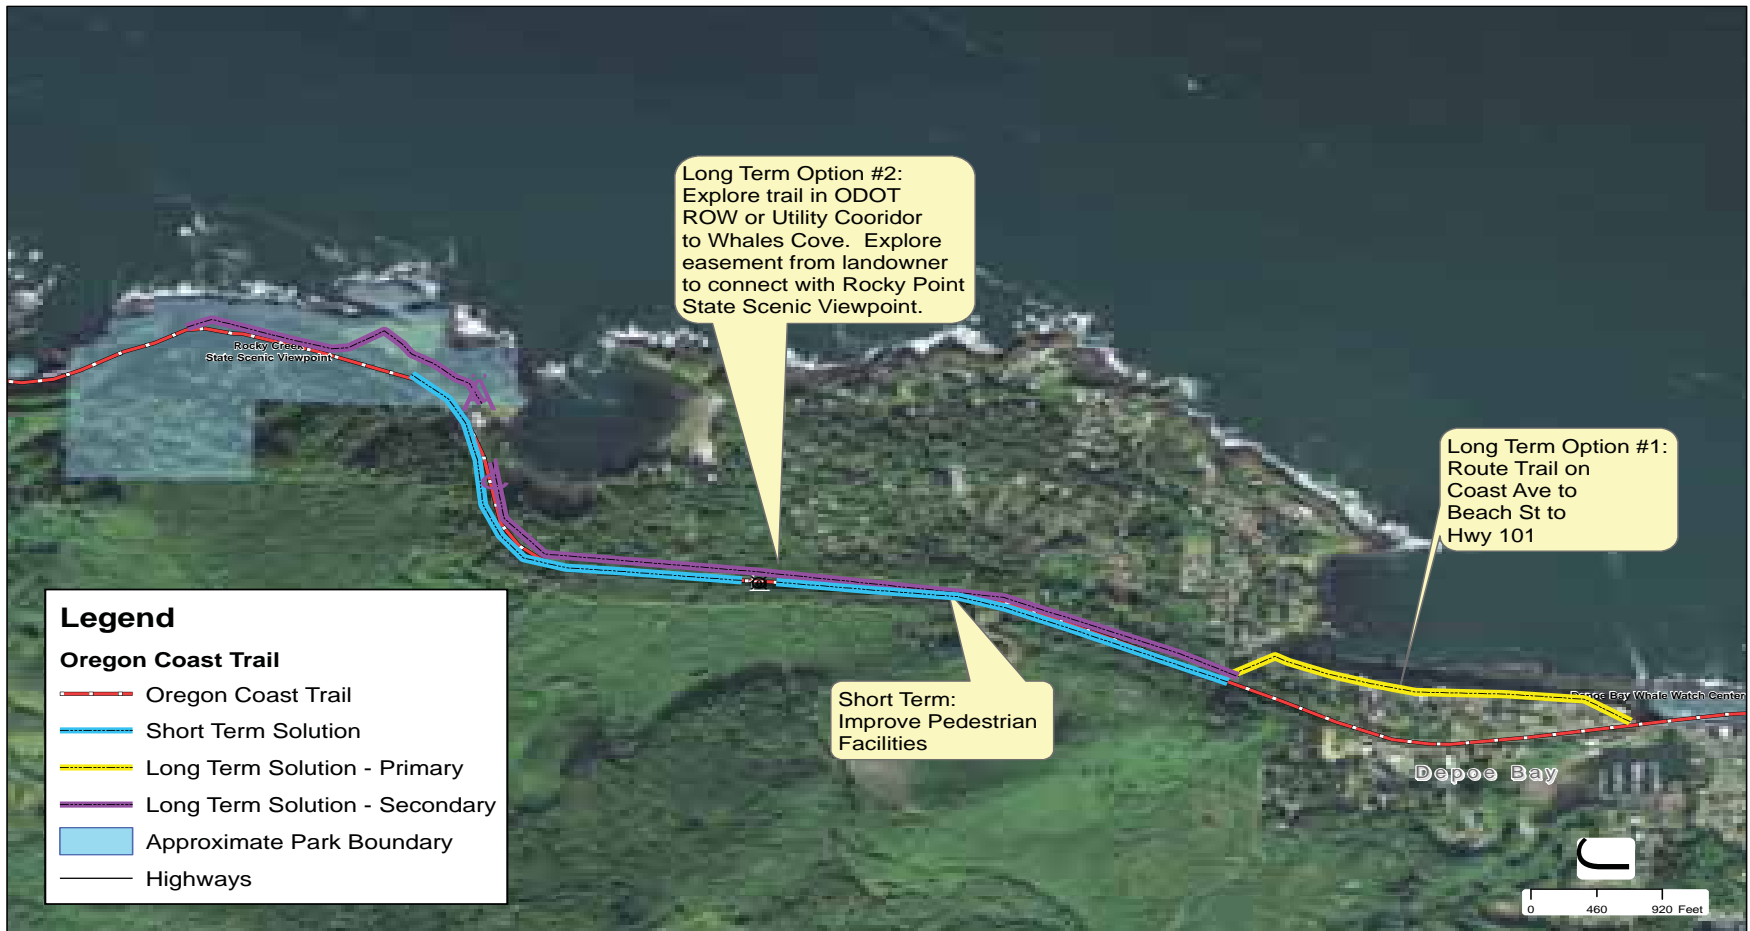 Long Term Option #2:
Explore trail in ODOT
ROW or Utility Cooridor
to Whales Cove.  Explore
easement from landowner
to connect with Rocky Point
State Scenic Viewpoint.
Rocky Creek
State Scenic Viewpoint
Long Term Option #1:
Route Trail on
Coast Ave to
Beach St to
Hwy 101
Short Term:
Improve Pedestrian
Facilities
Depoe Bay Whale Watch Center
Depoe Bay
Legend
Oregon Coast Trail
Oregon Coast Trail
Short Term Solution
Long Term Solution - Primary
Long Term Solution - Secondary
Approximate Park Boundary
Highways
0 460 920 Feet